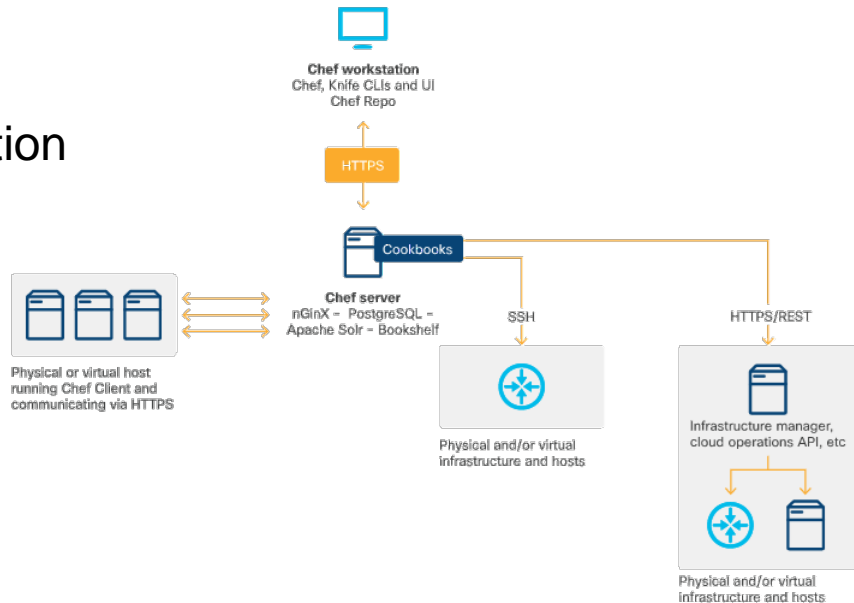 Chef workstation
Chef, Knife CLIs and UI
Chef Repo
tion
HTTPS
Cookbooks
Chef server
nGinX – PostgreSQL –
Apache Solr – Bookshelf
SSH
HTTPS/REST
Physical or virtual host
running Chef Client and
communicating via HTTPS
Infrastructure manager,
cloud operations API, etc
Physical and/or virtual
infrastructure and hosts
Physical and/or virtual
infrastructure and hosts